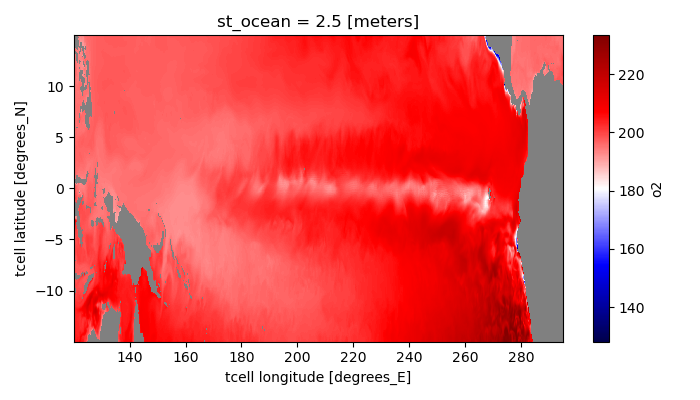 st_ocean = 2.5 [meters]
tcell latitude [degrees_N]
10
5
0
−5
−10
140 160 180 200 220 240 260 280
tcell longitude [degrees_E]
220
200
180
160
140
o2